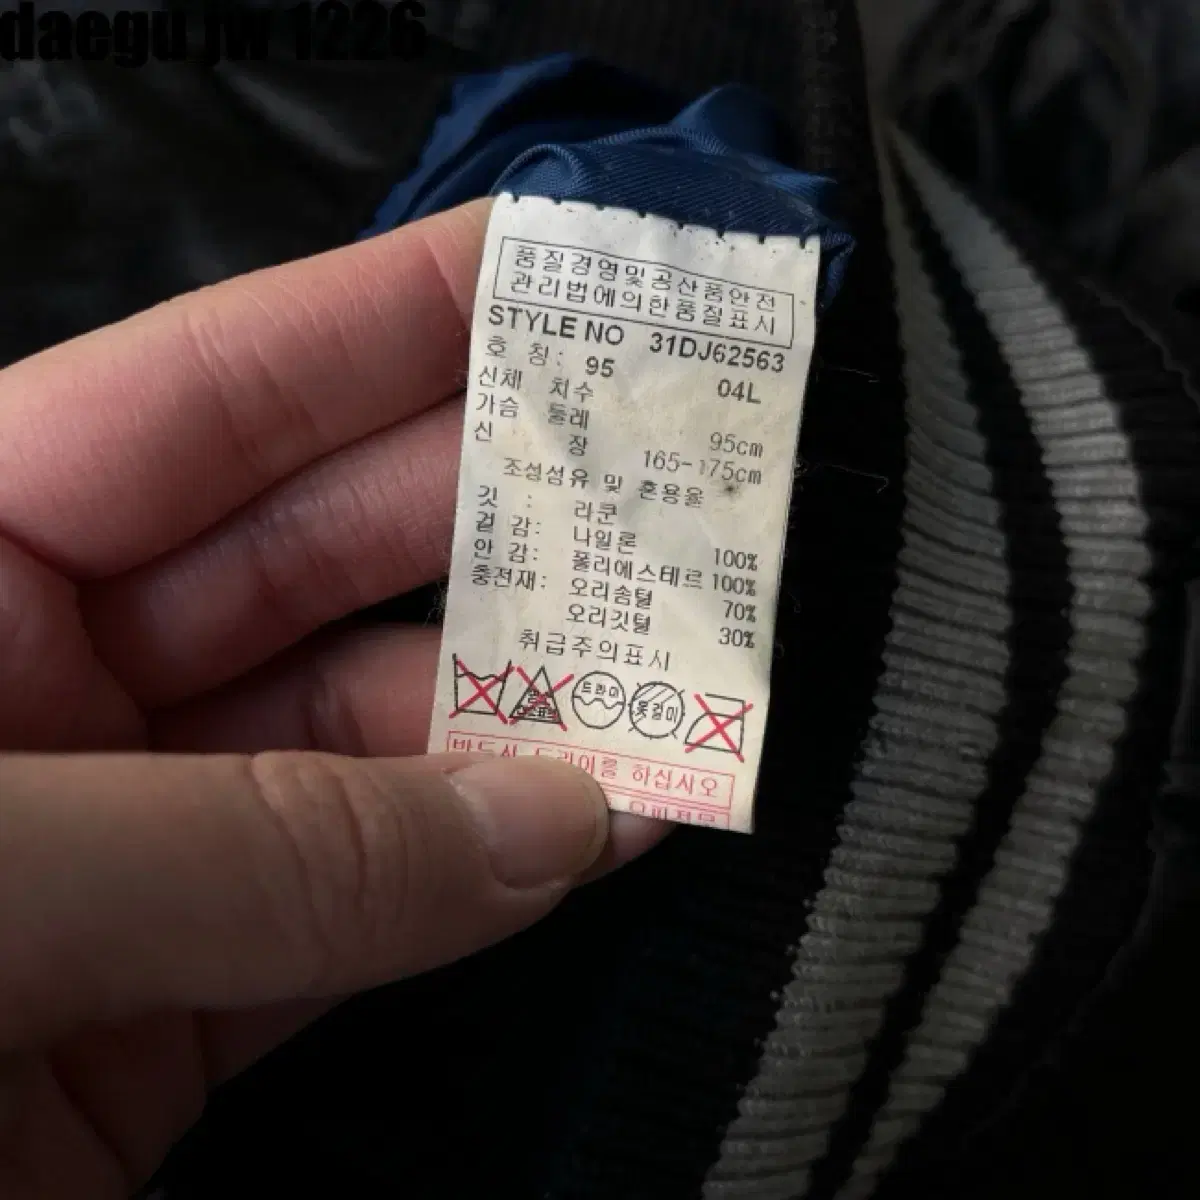 daegu jw 1226
품질경영및공산품안전
관리법에의한품질표시
STYLE NO 31DJ62563
호 칭: 95 04L
신체 치수
가슴 둘레 95cm
신 장 165-175cm
조성섬유 및 혼용율
깃 : 라쿤
겉 감: 나일론 100%
안 감: 폴리에스테르 100%
충전재: 오리솜털 70%
오리깃털 30%
취급주의표시
드라이
옷걸이
반드시 드라이를 하십시오